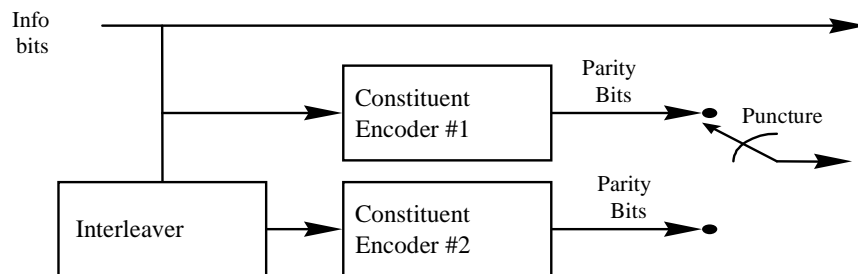 Info
bits
Constituent
Encoder #1
Parity
Bits
Puncture
Interleaver
Constituent
Encoder #2
Parity
Bits